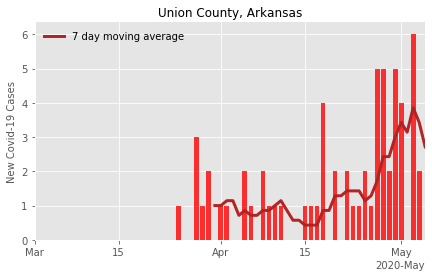 Union County, Arkansas
7 day moving average
New Covid-19 Cases
6
5
4
3
2
1
0
Mar 15 Apr 15 May
2020-May